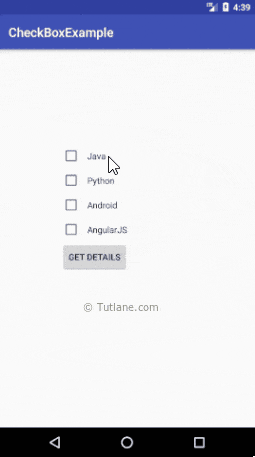 4:39
CheckBoxExample
Java
Python
Android
AngularJS
GET DETAILS
© Tutlane.com